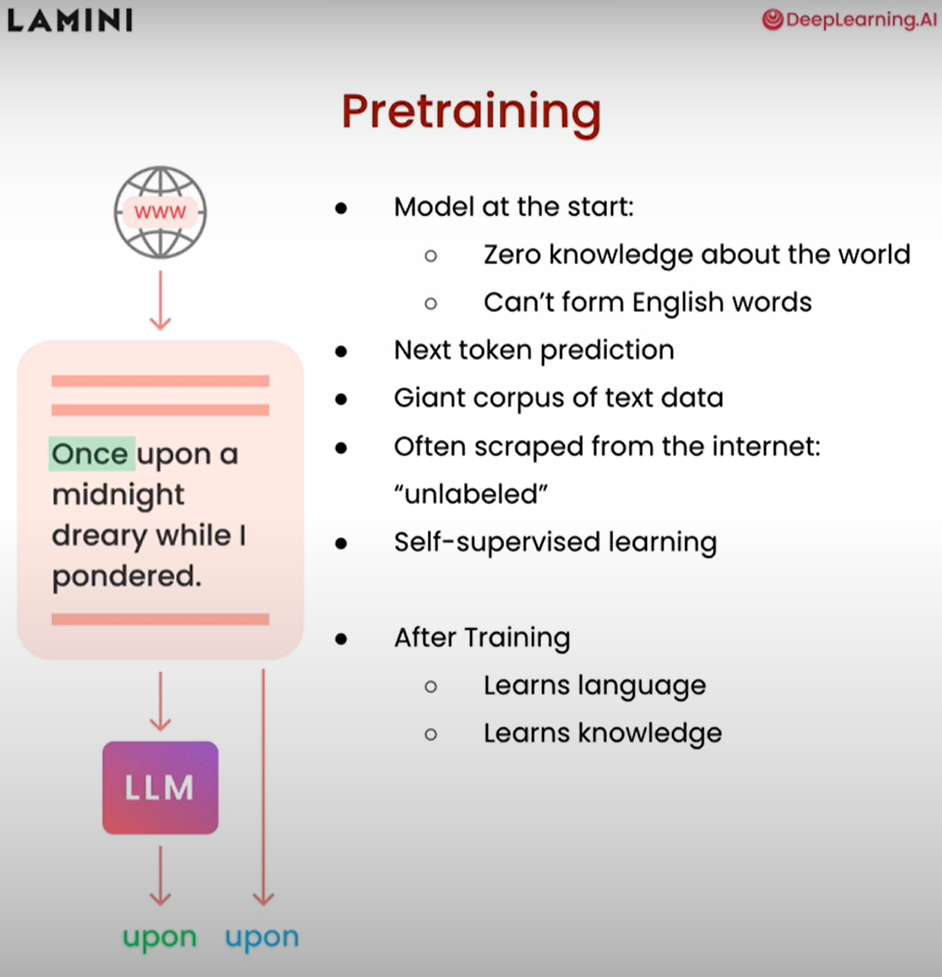 LAMINI
DeepLearning.AI
Pretraining
www
Once upon a
midnight
dreary while I
pondered.
LLM
upon upon
● Model at the start:
○ Zero knowledge about the world
○ Can’t form English words
● Next token prediction
● Giant corpus of text data
● Often scraped from the internet:
“unlabeled”
● Self-supervised learning
● After Training
○ Learns language
○ Learns knowledge